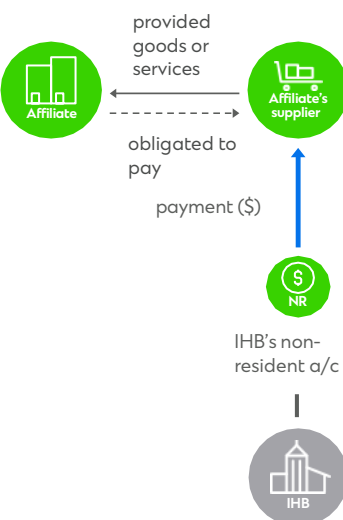 provided
goods or
services
Affiliate
Affiliate's
supplier
obligated to
pay
payment ($)
$
NR
IHB's non-
resident a/c
IHB